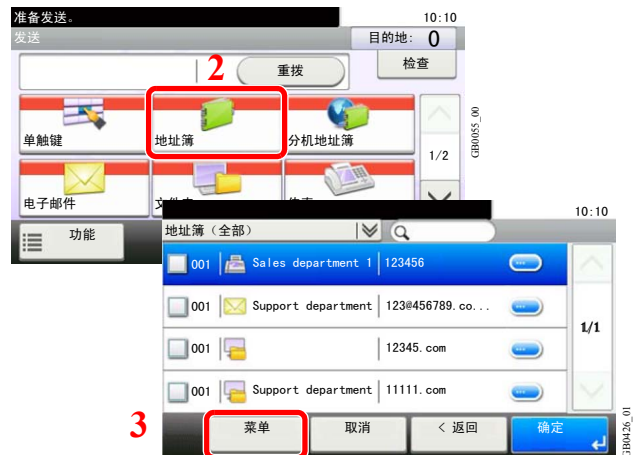 准备发送。
10:10
发送
目的地: 0
2
重拨
检查
单触键
地址簿
分机地址簿
1/2
GB0055_00
电子邮件
功能
10:10
地址簿（全部）
001 Sales department 1 123456
001 Support department 123@456789.co...
1/1
001 12345.com
001 Support department 11111.com
3
菜单 取消 < 返回 确定
GB0426_01